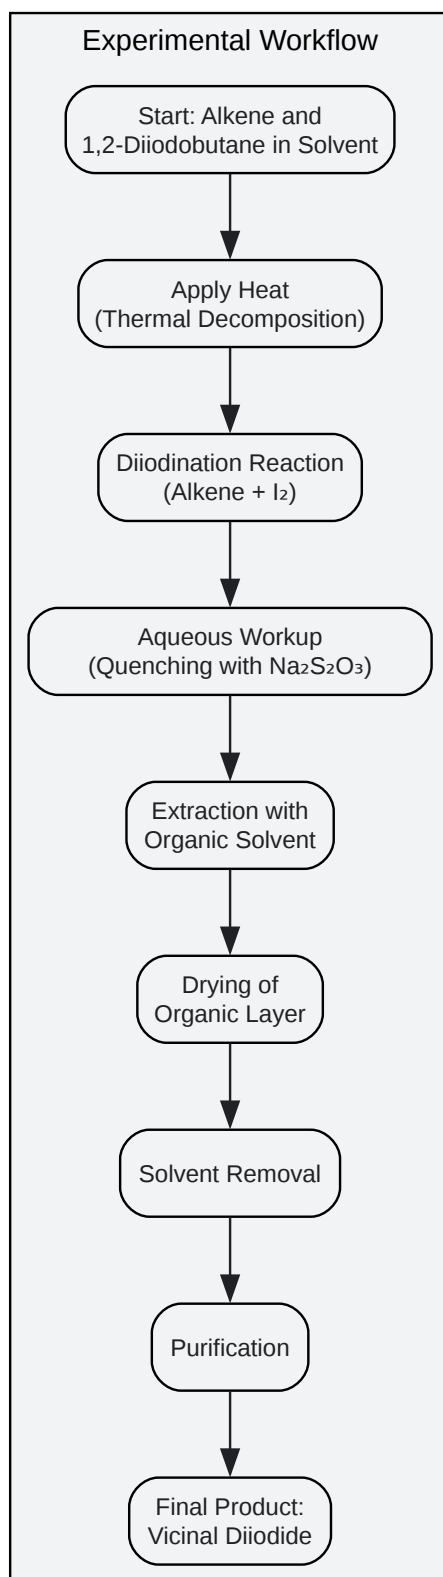 Experimental Workflow
Start: Alkene and
1,2-Diiodobutane in Solvent
Apply Heat
(Thermal Decomposition)
Diiodination Reaction
(Alkene + I₂)
Aqueous Workup
(Quenching with Na₂S₂O₃)
Extraction with
Organic Solvent
Drying of
Organic Layer
Solvent Removal
Purification
Final Product:
Vicinal Diiodide